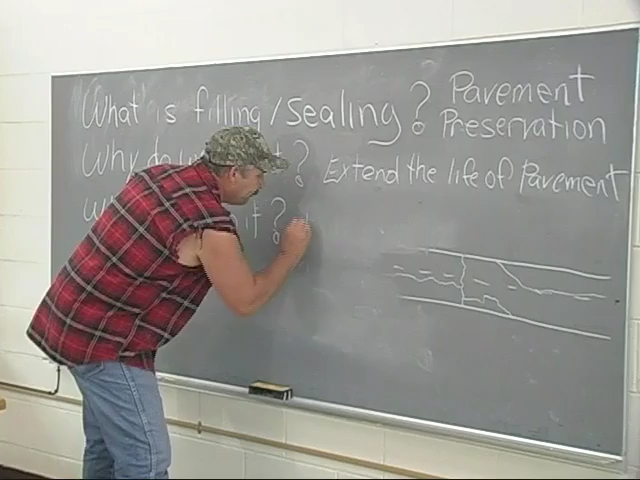 What is filling/Sealing? Pavement Preservation
Why do ? Extend the life of Pavement
it?